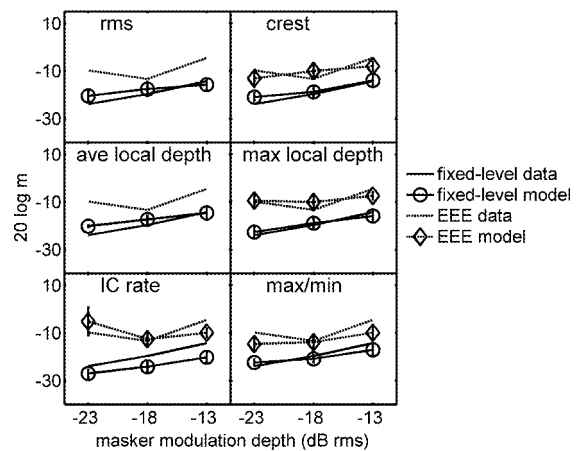 rms
crest
10
-10
-30
ave local depth
max local depth
10
-10
-30
20 log m
IC rate
max/min
10
-10
-30
-23
-18
-13
-23
-18
-13
masker modulation depth (dB rms)
fixed-level data
fixed-level model
EEE data
EEE model